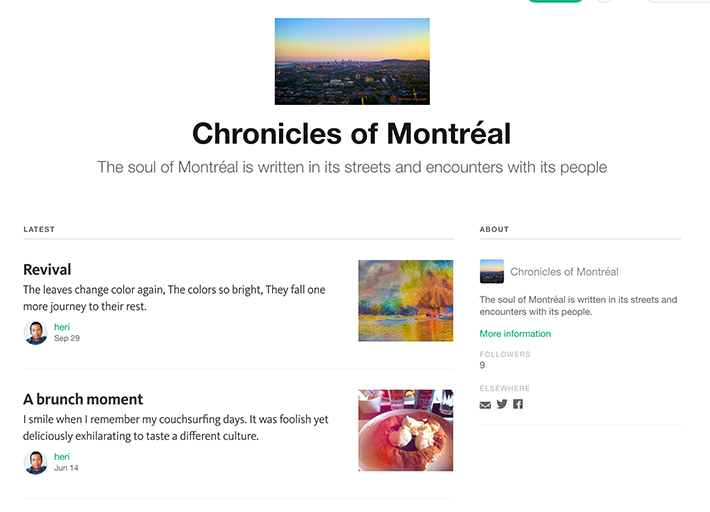 Chronicles of Montréal
The soul of Montréal is written in its streets and encounters with its people
LATEST
Revival
The leaves change color again, The colors so bright, They fall one
more journey to their rest.
heri
Sep 29
A brunch moment
I smile when I remember my couchsurfing days. It was foolish yet
deliciously exhilarating to taste a different culture.
heri
Jun 14
ABOUT
Chronicles of Montréal
The soul of Montréal is written in its streets and
encounters with its people.
More information
FOLLOWERS
9
ELSEWHERE